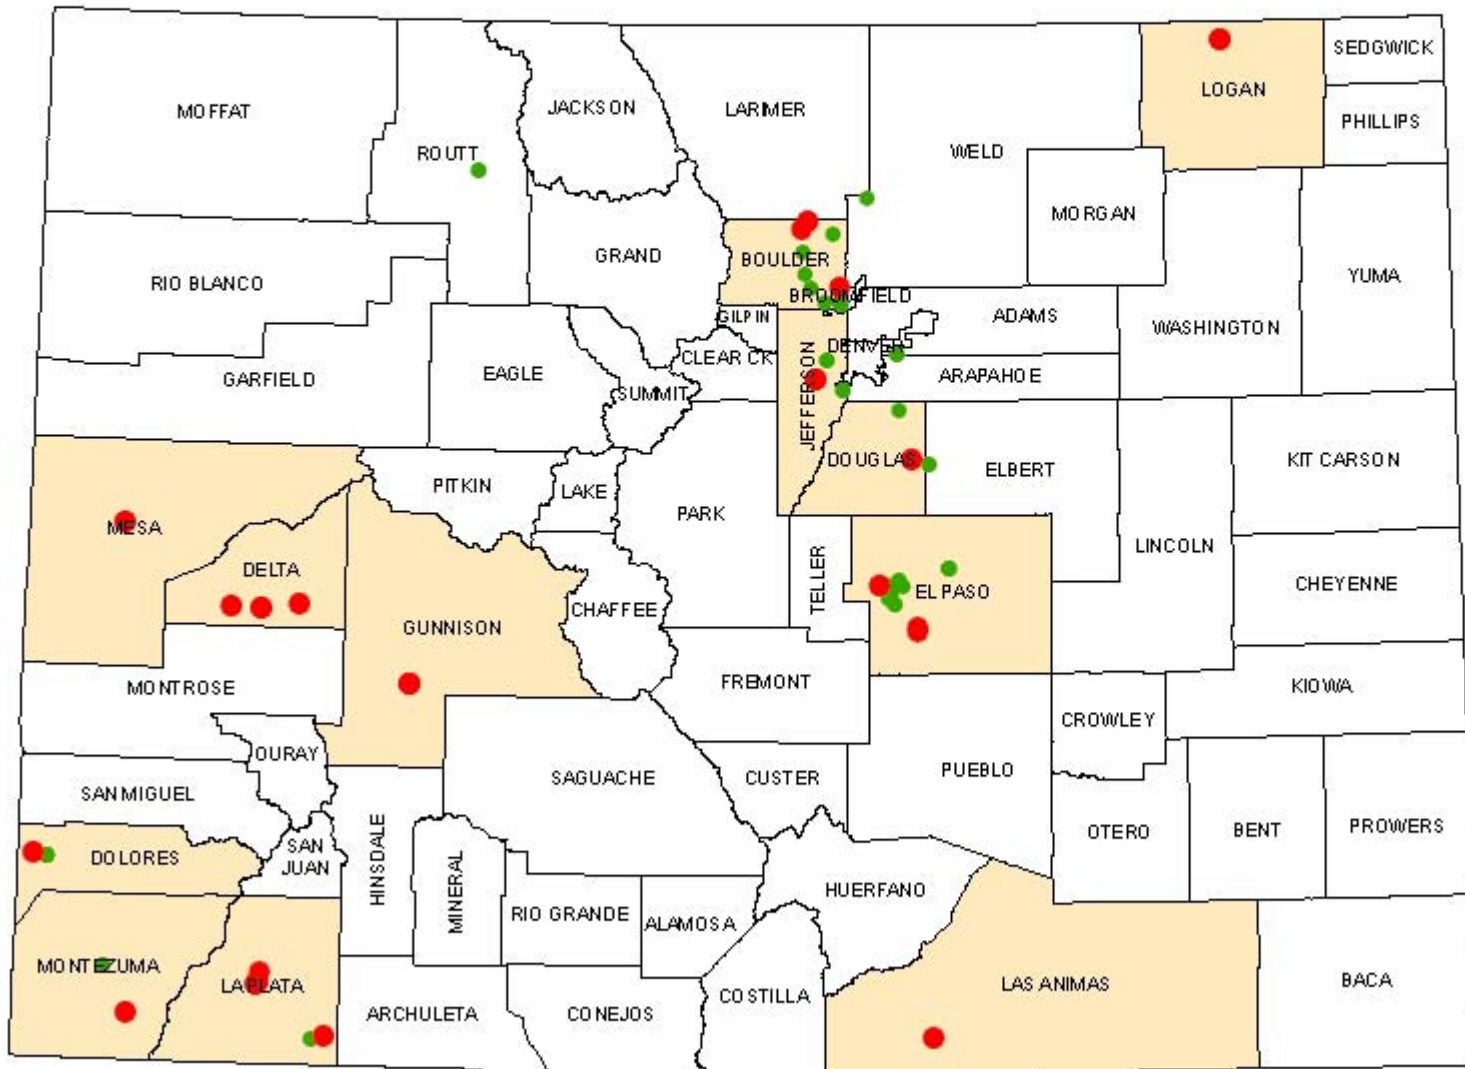 SEDGWICK
LOGAN
MOFFAT
JACKSON
LARIMER
PHILLIPS
ROUTT
WELD
MORGAN
GRAND
BOULDER
RIO BLANCO
YUMA
BROOMFIELD
GILPIN
ADAMS
WASHINGTON
DENVER
CLEAR CK
GARFIELD
EAGLE
ARAPAHOE
SUMMIT
JEFFERSON
DOUGLAS
ELBERT
KIT CARSON
PITKIN
LAKE
PARK
MESA
LINCOLN
DELTA
TELLER
EL PASO
CHEYENNE
CHAFFEE
GUNNISON
FREMONT
MONTROSE
KIOWA
CROWLEY
OURAY
PUEBLO
SAGUACHE
CUSTER
SAN MIGUEL
OTERO
BENT
PROWERS
SAN
JUAN
DOLORES
HINSDALE
MINERAL
HUERFANO
RIO GRANDE
ALAMOSA
MONTEZUMA
LA PLATA
LAS ANIMAS
BACA
COSTILLA
ARCHULETA
CONEJOS